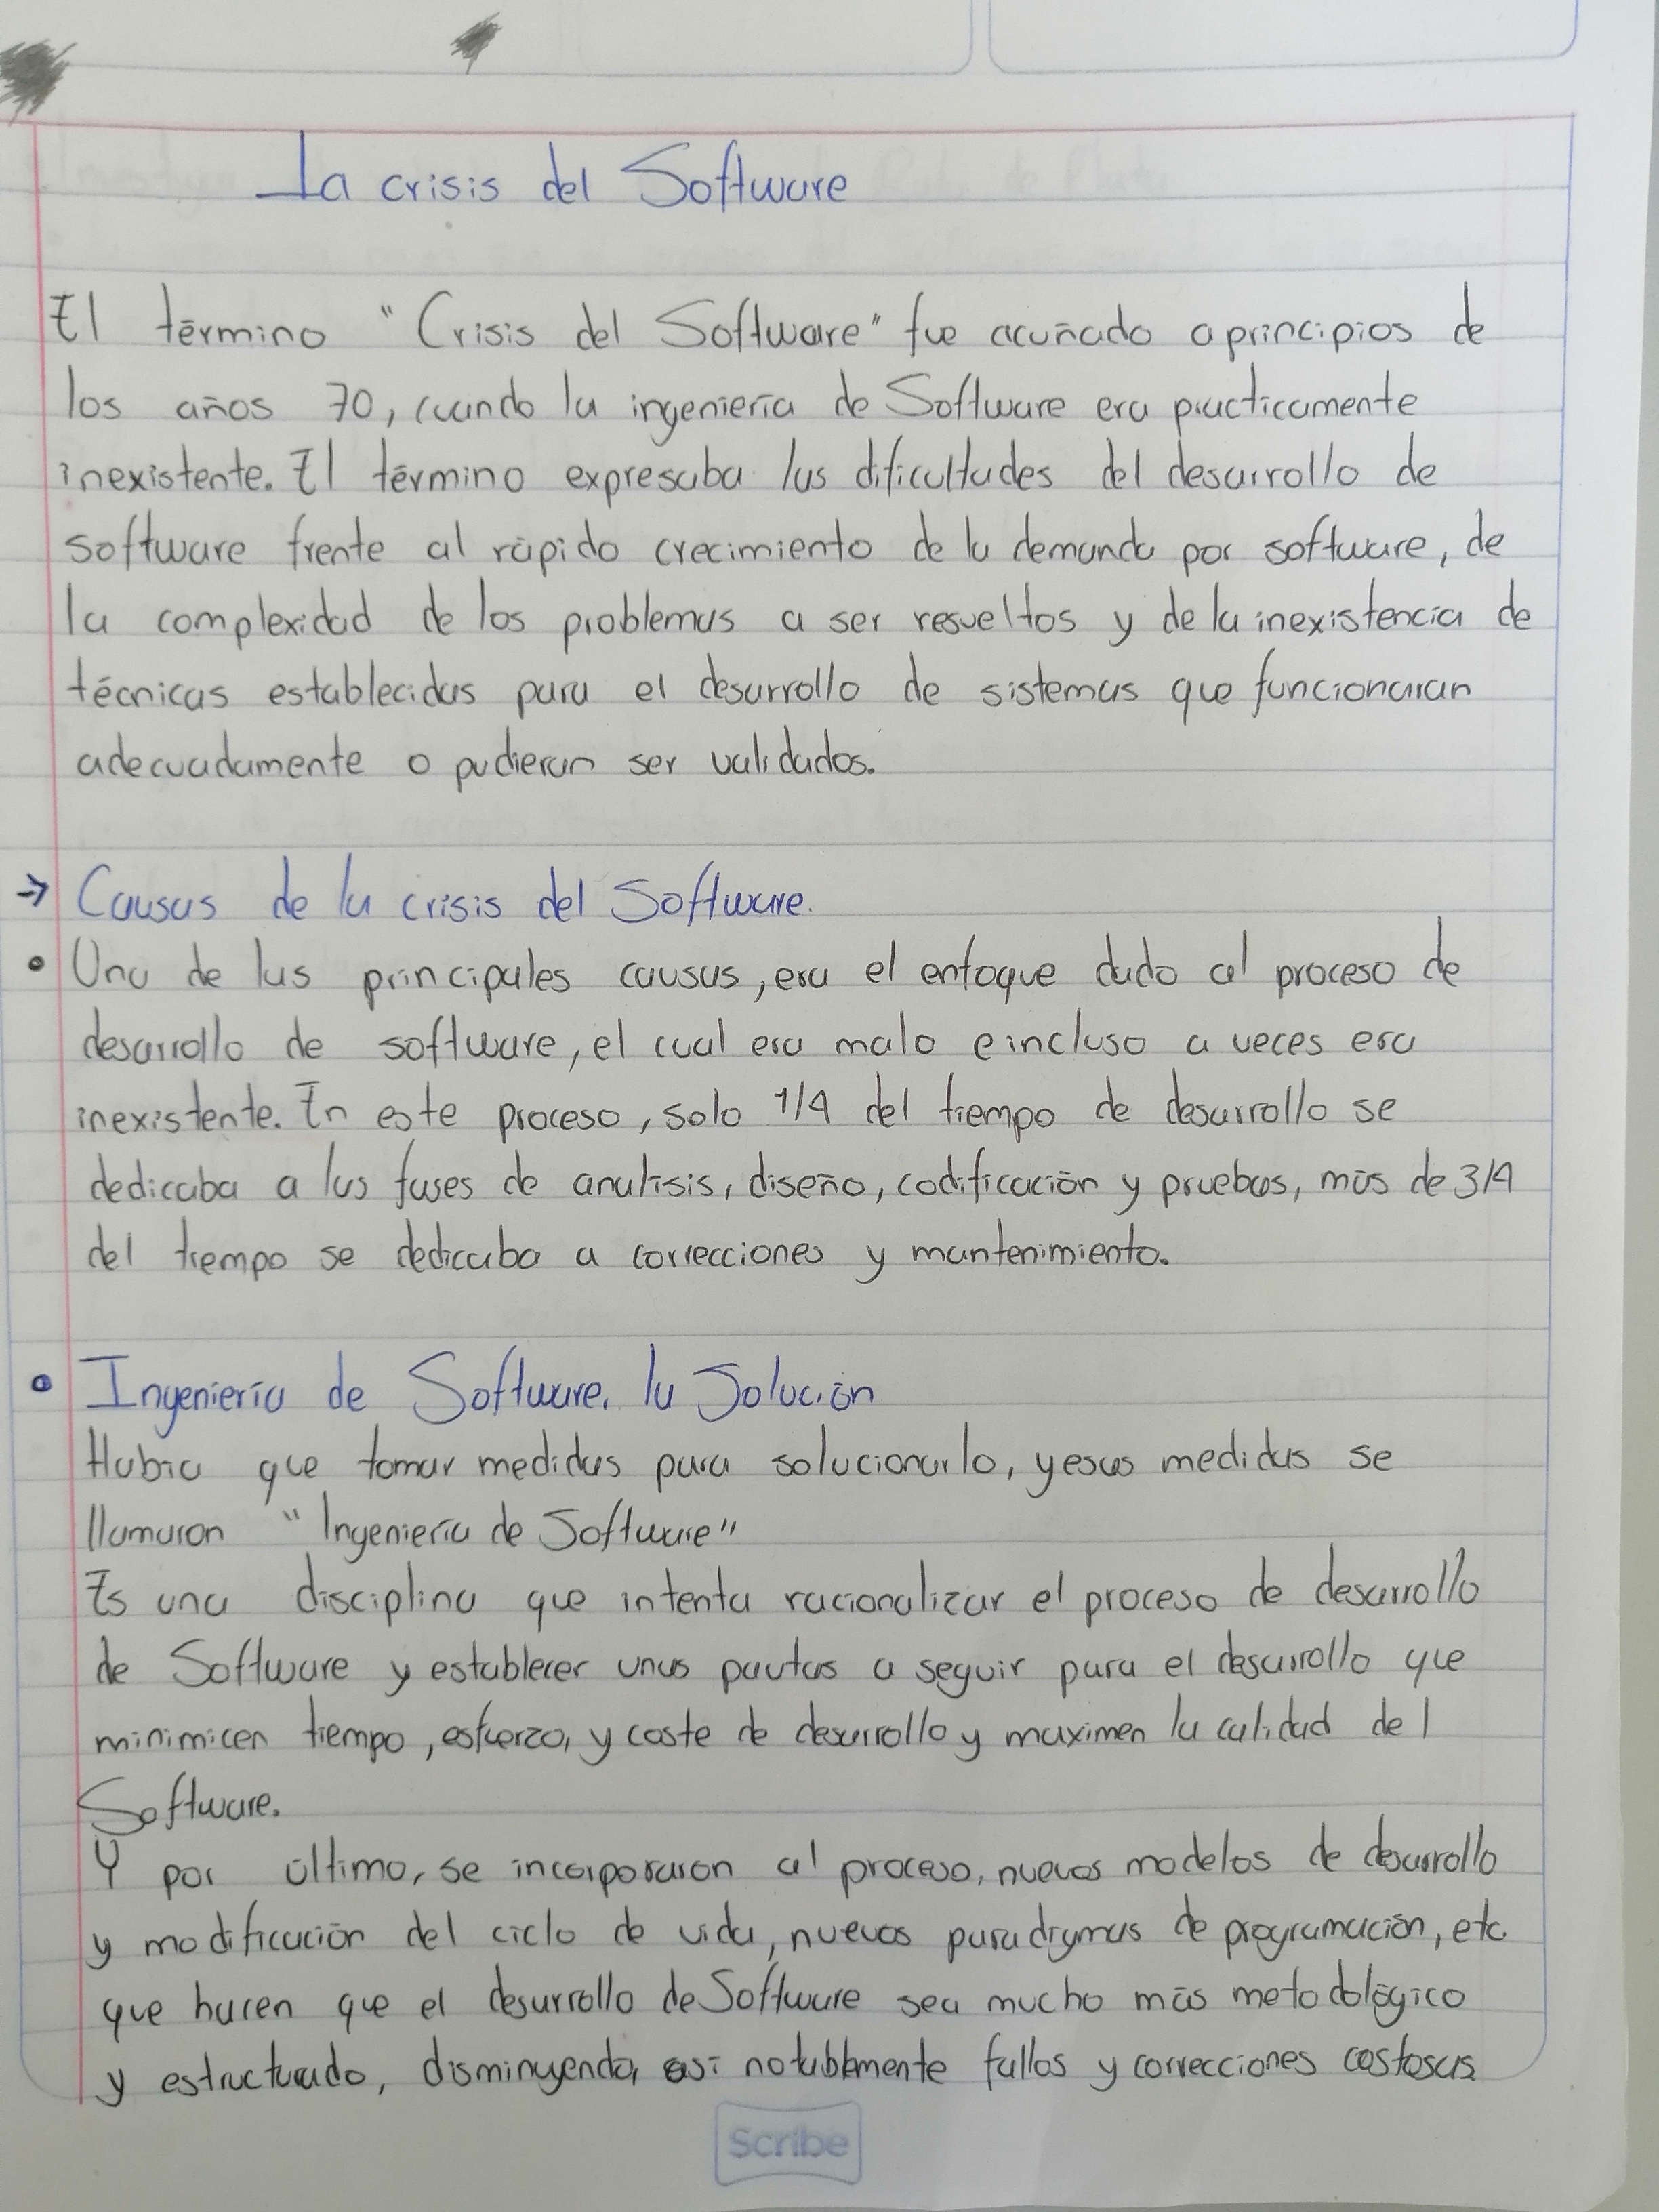 La crisis del Software
El término "Crisis del Software" fue acuñado a principios de
los años 70, cuando la ingeniería de Software era practicamente
inexistente. El término expresaba las dificultades del desarrollo de
software frente al rápido crecimiento de la demanda por software, de
la complexidad de los problemas a ser resueltos y de la inexistencia de
técnicas establecidas para el desarrollo de sistemas que funcionaran
adecuadamente o pudieran ser validados.
→ Causas de la crisis del Software.
• Una de las principales causas, era el enfoque dado al proceso de
desarrollo de software, el cual era malo e incluso a veces era
inexistente. En este proceso, solo 1/4 del tiempo de desarrollo se
dedicaba a las fases de analisis, diseño, codificación y pruebas, más de 3/4
del tiempo se dedicaba a correcciones y mantenimiento.
• Ingeniería de Software, la Solución
Había que tomar medidas para solucionarlo, y esas medidas se
llamaron "Ingeniería de Software"
Es una disciplina que intenta racionalizar el proceso de desarrollo
de Software y establecer unas pautas a seguir para el desarrollo que
minimicen tiempo, esfuerzo, y coste de desarrollo y maximen la calidad del
Software.
Y por último, se incorporaron al proceso, nuevos modelos de desarrollo
y modificación del ciclo de vida, nuevos paradigmas de programación, etc.
que hacen que el desarrollo de Software sea mucho más metodológico
y estructurado, disminuyendo, así notablemente fallos y correcciones costosas
Scribe